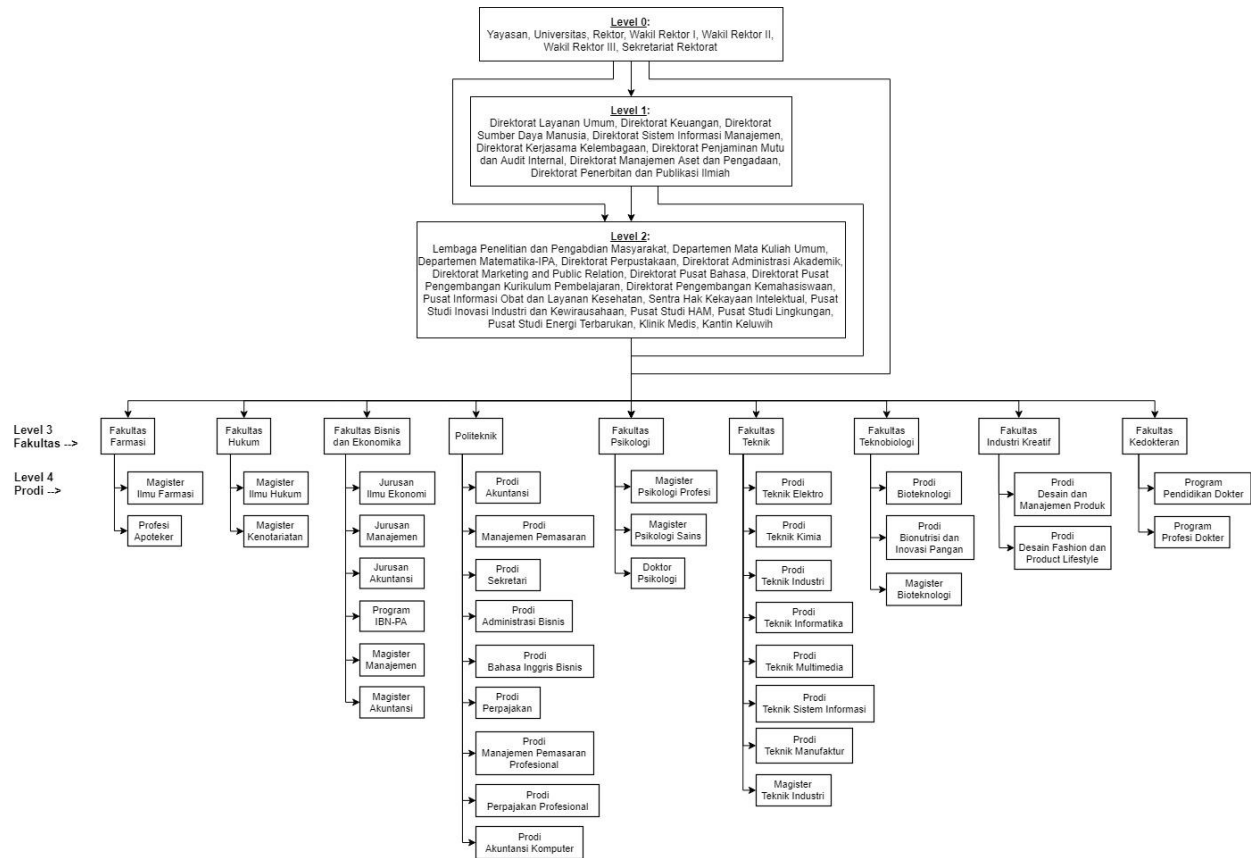 Level 0:
Yayasan, Universitas, Rektor, Wakil Rektor I, Wakil Rektor II,
Wakil Rektor III, Sekretariat Rektorat
Level 1:
Direktorat Layanan Umum, Direktorat Keuangan, Direktorat
Sumber Daya Manusia, Direktorat Sistem Informasi Manajemen,
Direktorat Kerjasama Kelembagaan, Direktorat Penjaminan Mutu
dan Audit Internal, Direktorat Manajemen Aset dan Pengadaan,
Direktorat Penerbitan dan Publikasi Ilmiah
Level 2:
Lembaga Penelitian dan Pengabdian Masyarakat, Departemen Mata Kuliah Umum,
Departemen Matematika-IPA, Direktorat Perpustakaan, Direktorat Administrasi Akademik,
Direktorat Marketing and Public Relation, Direktorat Pusat Bahasa, Direktorat Pusat
Pengembangan Kurikulum Pembelajaran, Direktorat Pengembangan Kemahasiswaan,
Pusat Informasi Obat dan Layanan Kesehatan, Sentra Hak Kekayaan Intelektual, Pusat
Studi Inovasi Industri dan Kewirausahaan, Pusat Studi HAM, Pusat Studi Lingkungan,
Pusat Studi Energi Terbarukan, Klinik Medis, Kantin Keluwih
Level 3
Fakultas -->
Fakultas
Farmasi
Fakultas
Hukum
Fakultas Bisnis
dan Ekonomika
Politeknik
Fakultas
Psikologi
Fakultas
Teknik
Fakultas
Teknobiologi
Fakultas
Industri Kreatif
Fakultas
Kedokteran
Level 4
Prodi -->
Magister
Ilmu Farmasi
Profesi
Apoteker
Magister
Ilmu Hukum
Magister
Kenotariatan
Jurusan
Ilmu Ekonomi
Jurusan
Manajemen
Jurusan
Akuntansi
Program
IBN-PA
Magister
Manajemen
Magister
Akuntansi
Prodi
Akuntansi
Prodi
Manajemen Pemasaran
Prodi
Sekretari
Prodi
Administrasi Bisnis
Prodi
Bahasa Inggris Bisnis
Prodi
Perpajakan
Prodi
Manajemen Pemasaran
Profesional
Prodi
Perpajakan Profesional
Prodi
Akuntansi Komputer
Magister
Psikologi Profesi
Magister
Psikologi Sains
Doktor
Psikologi
Prodi
Teknik Elektro
Prodi
Teknik Kimia
Prodi
Teknik Industri
Prodi
Teknik Informatika
Prodi
Teknik Multimedia
Prodi
Teknik Sistem Informasi
Prodi
Teknik Manufaktur
Magister
Teknik Industri
Prodi
Bioteknologi
Prodi
Bionutrisi dan
Inovasi Pangan
Magister
Bioteknologi
Prodi
Desain dan
Manajemen Produk
Prodi
Desain Fashion dan
Product Lifestyle
Program
Pendidikan Dokter
Program
Profesi Dokter